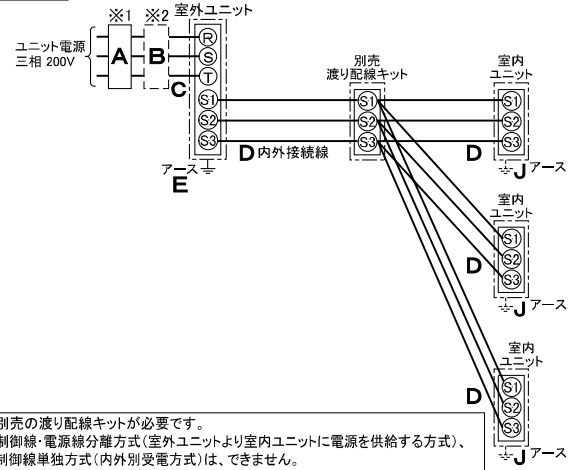 ※1 ※2 室外ユニット
ユニット電源
三相 200V
A B
R
S
T
C
S1
S2
S3
D 内外接続線
アース
E
別売
渡り配線キット
S1
S2
S3
室内
ユニット
S1
S2
S3
D
J アース
室内
ユニット
S1
S2
S3
D
J アース
室内
ユニット
S1
S2
S3
D
J アース
別売の渡り配線キットが必要です。
制御線・電源線分離方式(室外ユニットより室内ユニットに電源を供給する方式)、
制御線単独方式(内外別受電方式)は、できません。